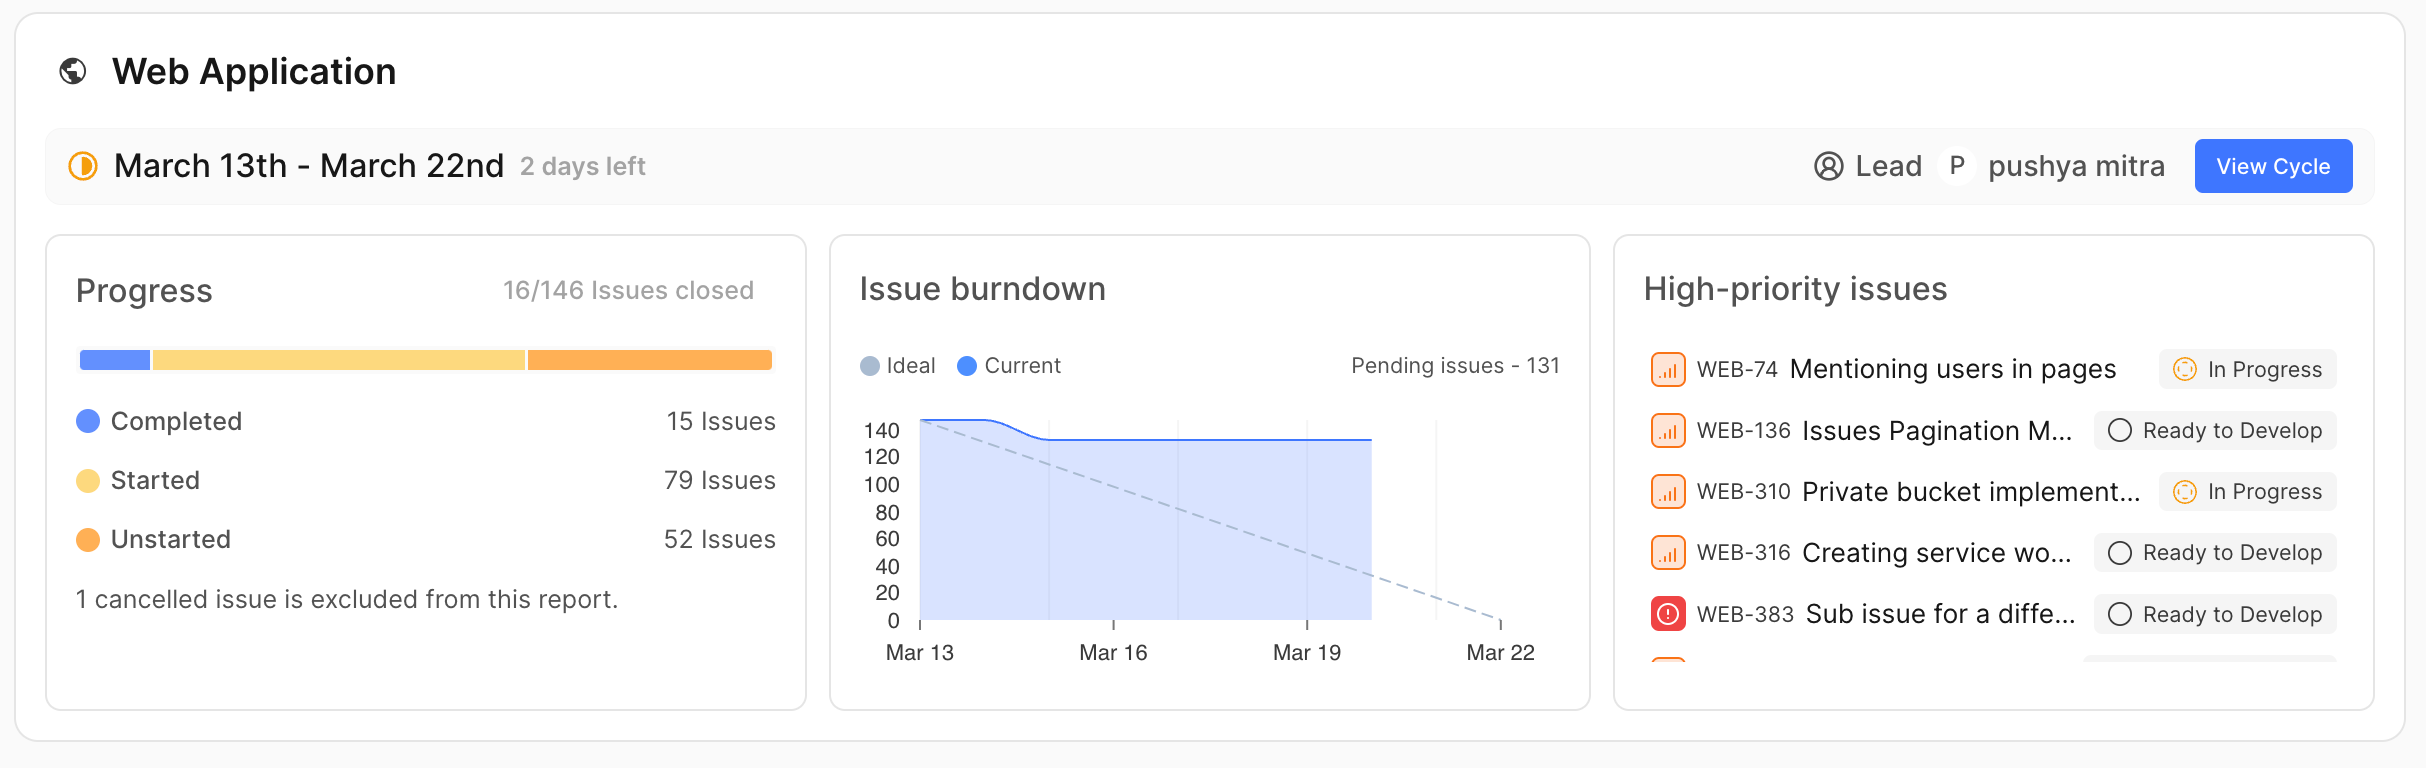 Web Application
March 13th - March 22nd 2 days left
Lead P pushya mitra View Cycle
Progress 16/146 Issues closed
Completed 15 Issues
Started 79 Issues
Unstarted 52 Issues
1 cancelled issue is excluded from this report.
Issue burndown
Ideal Current Pending issues - 131
140
120
100
80
60
40
20
0
Mar 13 Mar 16 Mar 19 Mar 22
High-priority issues
WEB-74 Mentioning users in pages In Progress
WEB-136 Issues Pagination M... Ready to Develop
WEB-310 Private bucket implement... In Progress
WEB-316 Creating service wo... Ready to Develop
WEB-383 Sub issue for a diffe... Ready to Develop